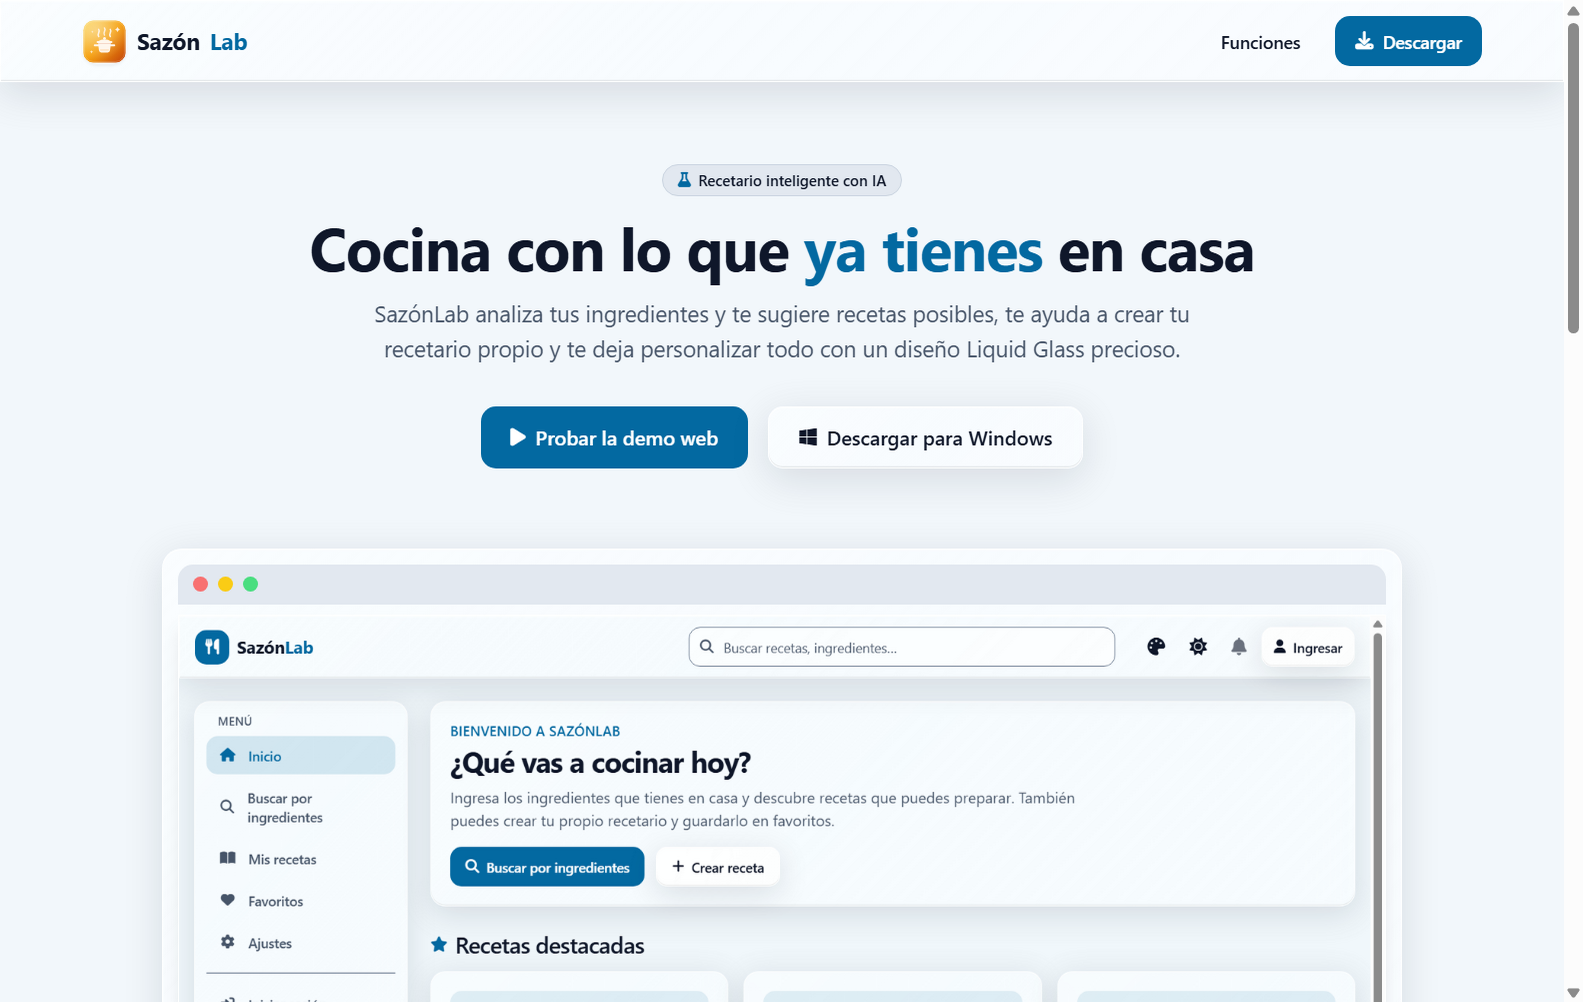 Sazón Lab
Funciones
Descargar
Recetario inteligente con IA
Cocina con lo que ya tienes en casa
SazónLab analiza tus ingredientes y te sugiere recetas posibles, te ayuda a crear tu
recetario propio y te deja personalizar todo con un diseño Liquid Glass precioso.
Probar la demo web
Descargar para Windows
SazónLab
Buscar recetas, ingredientes...
Ingresar
MENÚ
Inicio
Buscar por
ingredientes
Mis recetas
Favoritos
Ajustes
BIENVENIDO A SAZÓNLAB
¿Qué vas a cocinar hoy?
Ingresa los ingredientes que tienes en casa y descubre recetas que puedes preparar. También
puedes crear tu propio recetario y guardarlo en favoritos.
Buscar por ingredientes
Crear receta
Recetas destacadas